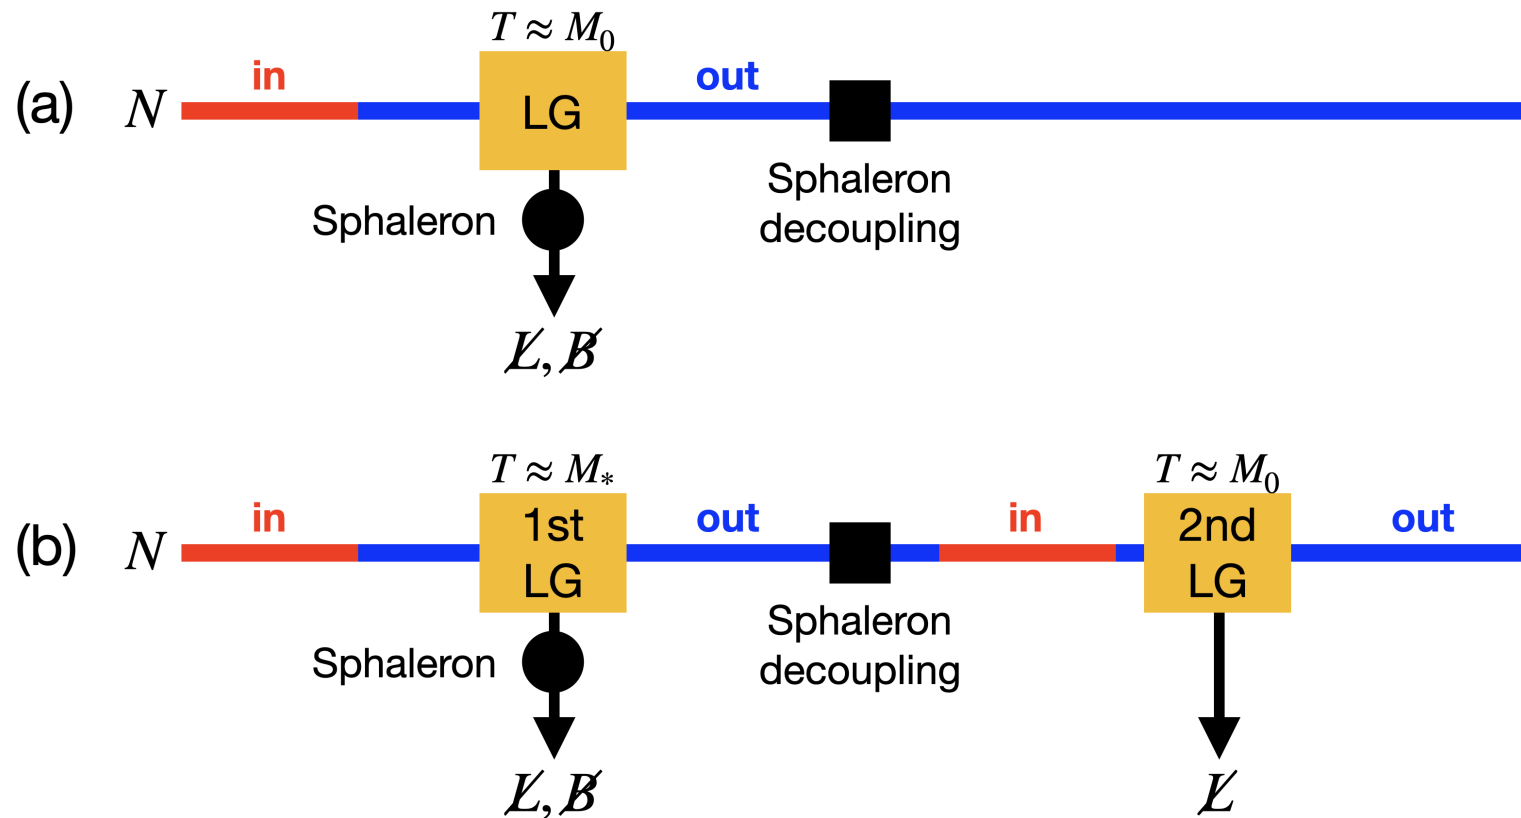 (a)
N
in
T ≈ M₀
LG
out
Sphaleron
Sphaleron
decoupling
L̸, B̸
(b)
N
in
T ≈ M⁎
1st
LG
out
Sphaleron
Sphaleron
decoupling
in
T ≈ M₀
2nd
LG
out
L̸, B̸
L̸